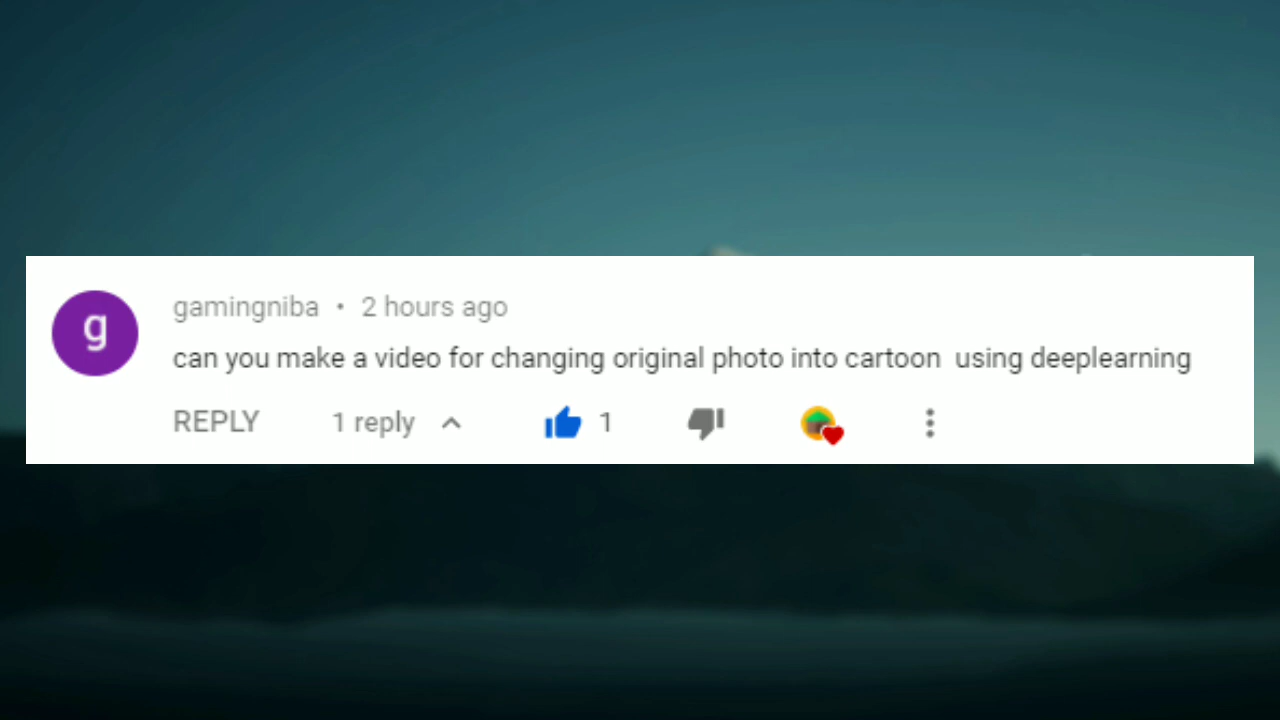 g
gamingniba • 2 hours ago
can you make a video for changing original photo into cartoon  using deeplearning
REPLY 1 reply 1